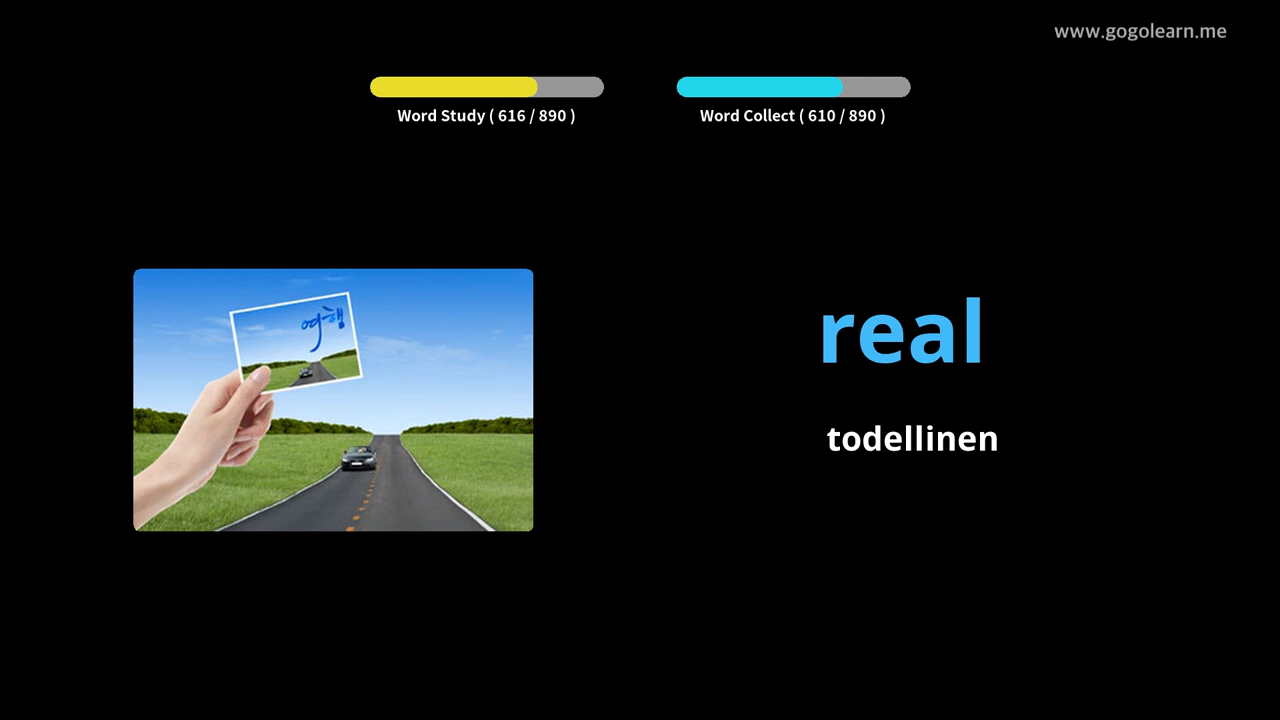 www.gogolearn.me
Word Study ( 616 / 890 )
Word Collect ( 610 / 890 )
여행
real
todellinen